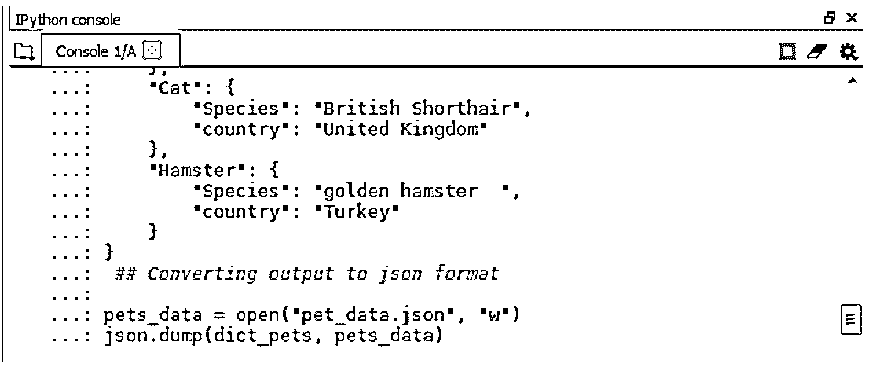 IPython console
Console 1/A
...: },
...: "Cat": {
...: "Species": "British Shorthair",
...: "country": "United Kingdom"
...: },
...: "Hamster": {
...: "Species": "golden hamster  ",
...: "country": "Turkey"
...: }
...: }
...: ## Converting output to json format
...:
...: pets_data = open("pet_data.json", "w")
...: json.dump(dict_pets, pets_data)